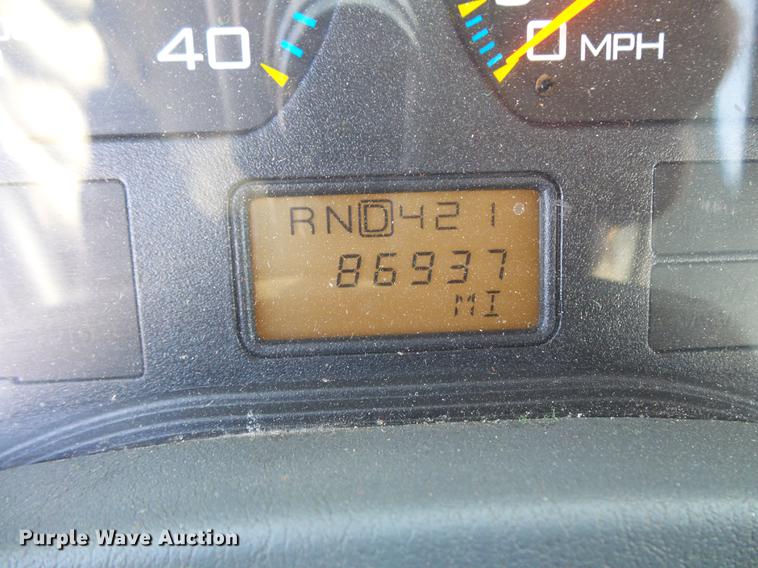 40
0 MPH
RND421
86937
MI
Purple Wave Auction